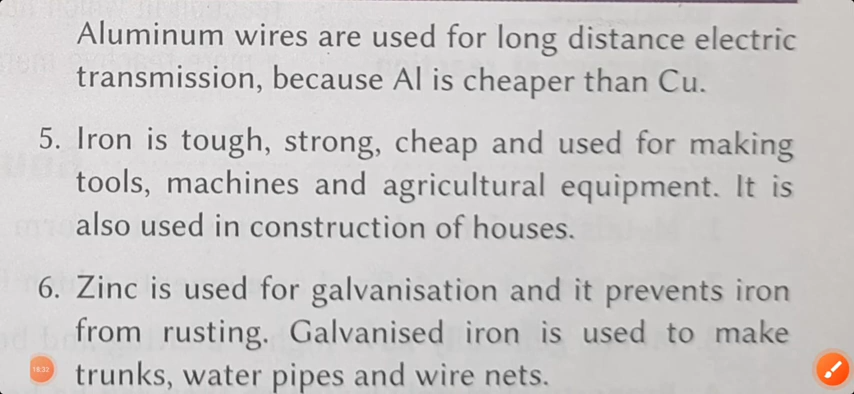 Aluminum wires are used for long distance electric
transmission, because Al is cheaper than Cu.
5. Iron is tough, strong, cheap and used for making
tools, machines and agricultural equipment. It is
also used in construction of houses.
6. Zinc is used for galvanisation and it prevents iron
from rusting. Galvanised iron is used to make
trunks, water pipes and wire nets.